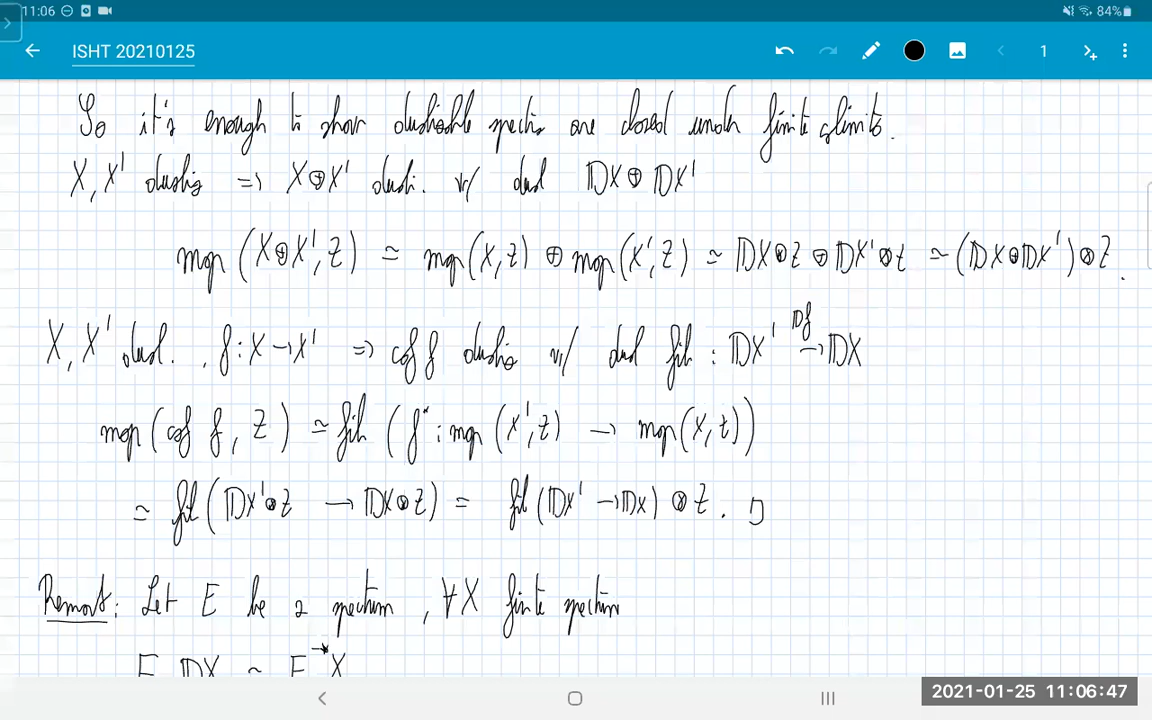 11:06
84%
ISHT 20210125
1
So it's enough to show dualizable spectra are closed under finite colimits.
X, X' dualiz ⇒ X⊕X' duali. w/ dual 𝔻X ⊕ 𝔻X'
map (X⊕X', Z) ≃ map(X,Z) ⊕ map(X',Z) ≃ 𝔻X⊗Z ⊕ 𝔻X'⊗Z ≃ (𝔻X⊕𝔻X')⊗Z.
X, X' dual. , f: X→X' ⇒ cof f dualiz w/ dual fib : 𝔻X' →^{𝔻f} 𝔻X
map(cof f, Z) ≃ fib (f* : map(X',Z) → map(X,Z))
≃ fib(𝔻X'⊗Z → 𝔻X⊗Z) = fib(𝔻X' → 𝔻X) ⊗ Z. □
Remark: Let E be a spectrum, ∀X finite spectrum
E 𝔻X ≃ E^{-*}X
2021-01-25 11:06:47